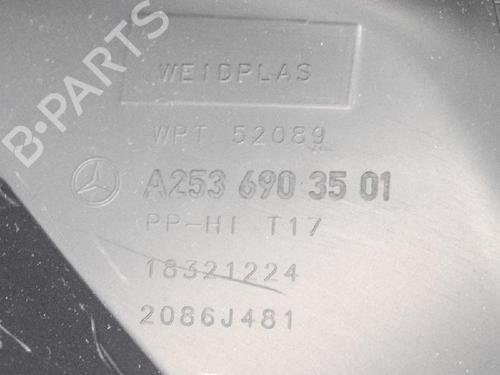 B-PARTS
WEIDPLAS
WPT 52089
A253 690 35 01
PP-HI T17
18321224
2086J481